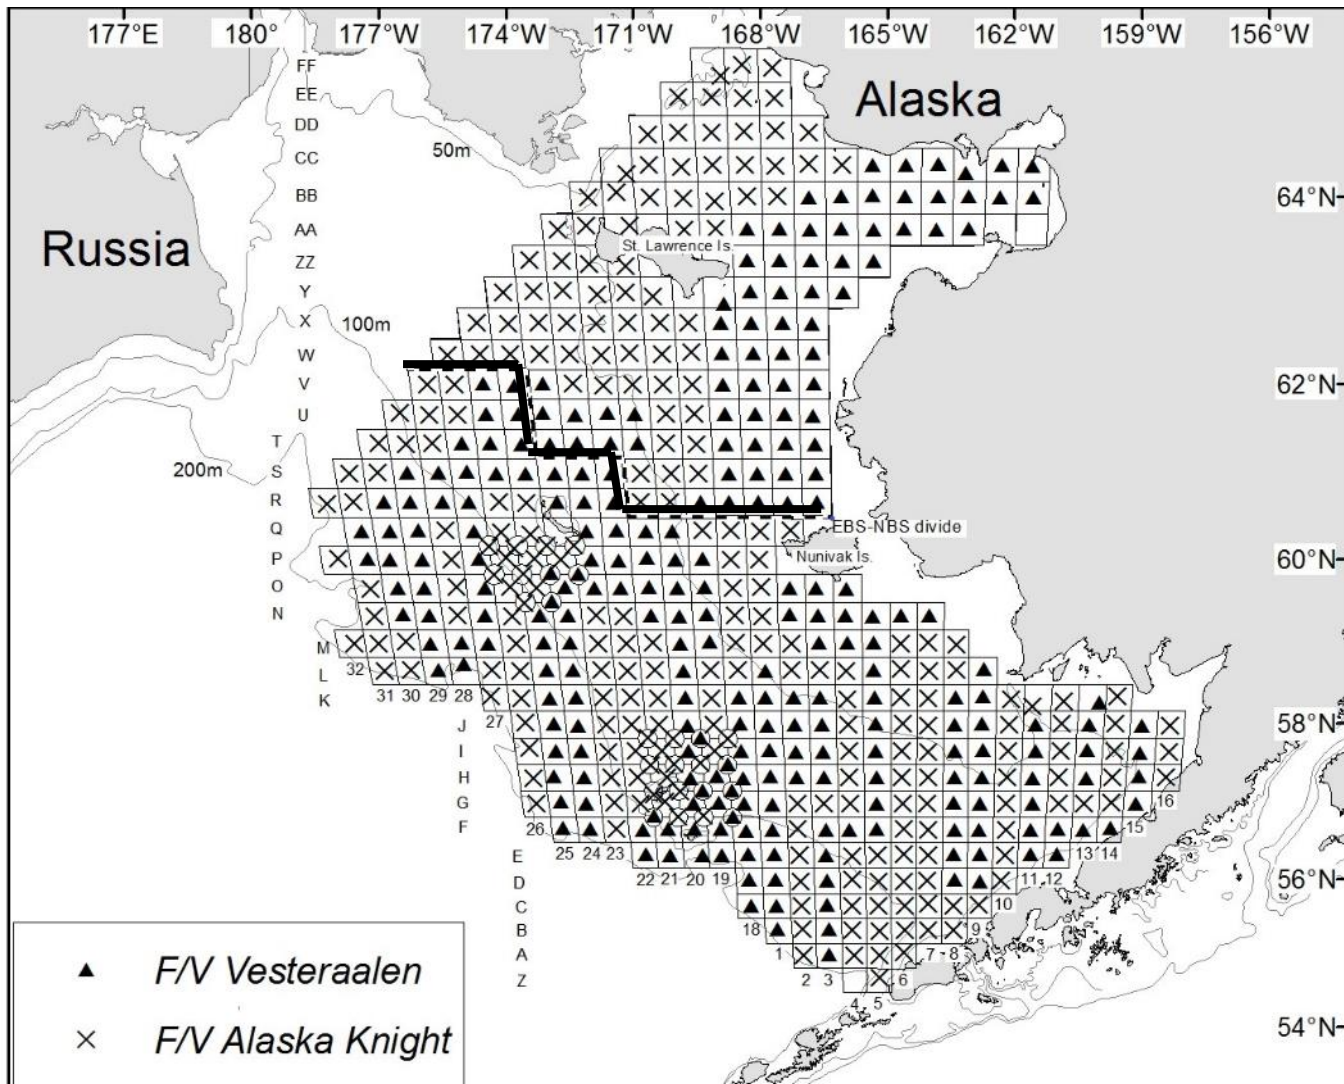 177°E 180° 177°W 174°W 171°W 168°W 165°W 162°W 159°W 156°W
FF
EE
Alaska
DD
50m
CC
BB
64°N
AA
Russia
St. Lawrence Is.
ZZ
Y
X
100m
W
V
62°N
U
T
S
200m
R
Q
EBS-NBS divide
P
Nunivak Is.
60°N
O
N
M
32
L
31 30 29 28
K
27
J
58°N
I
H
16
G
F
26
15
25 24 23
13 14
E
22 21 20 19
11 12
D
56°N
C
10
B
18
9
A
1
7 8
Z
2 3
6
4 5
F/V Vesteraalen
54°N
F/V Alaska Knight